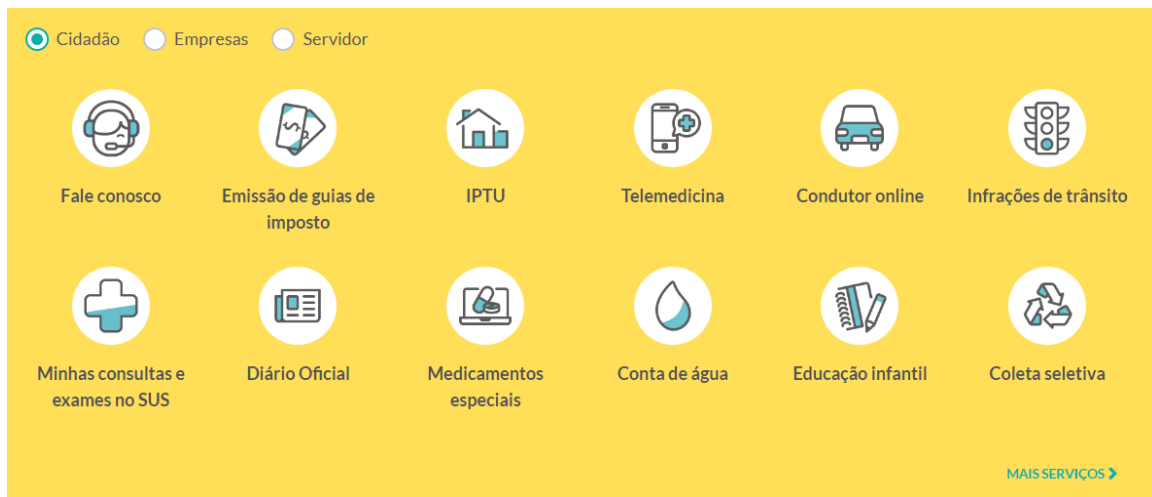 Cidadão Empresas Servidor
Fale conosco
Emissão de guias de
imposto
IPTU
Telemedicina
Condutor online
Infrações de trânsito
Minhas consultas e
exames no SUS
Diário Oficial
Medicamentos
especiais
Conta de água
Educação infantil
Coleta seletiva
MAIS SERVIÇOS